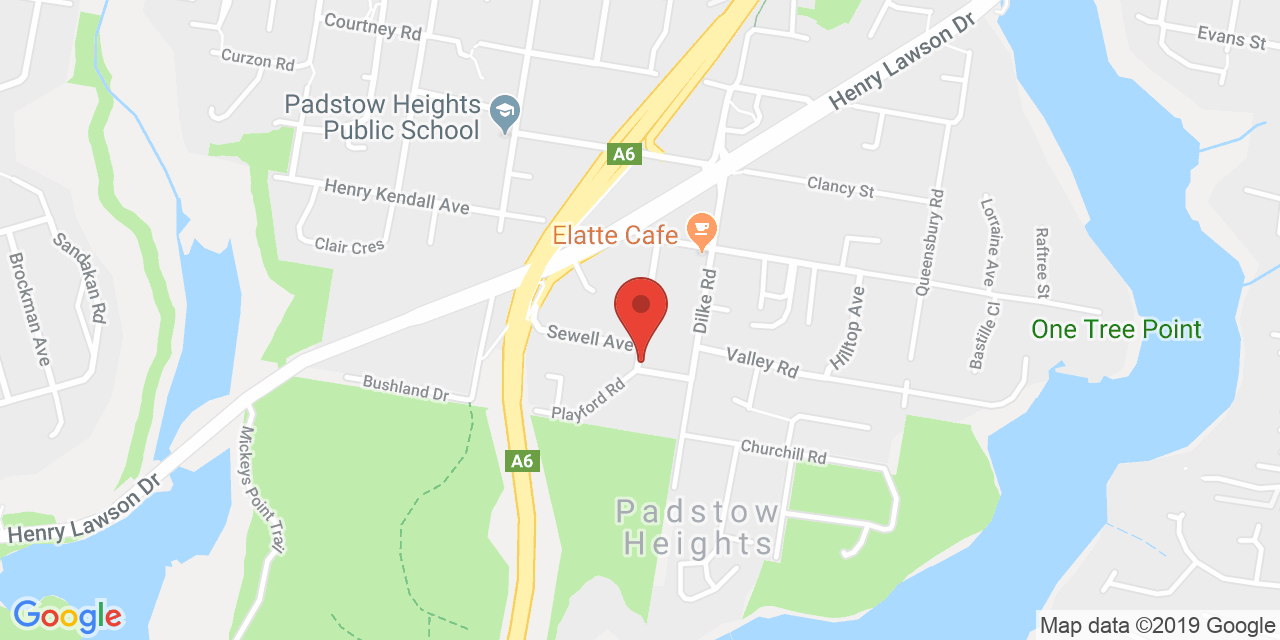 Courtney Rd
Curzon Rd
Henry Lawson Dr
Evans St
Padstow Heights
Public School
A6
Henry Kendall Ave
Clancy St
Clair Cres
Elatte Cafe
Queensbury Rd
Lorraine Ave
Raftree St
Sandakan Rd
Brockman Ave
Dilke Rd
Hilltop Ave
Bastille Cl
One Tree Point
Sewell Ave
Valley Rd
Bushland Dr
Playford Rd
Mickeys Point Trail
A6
Churchill Rd
Henry Lawson Dr
Padstow
Heights
Google
Map data ©2019 Google